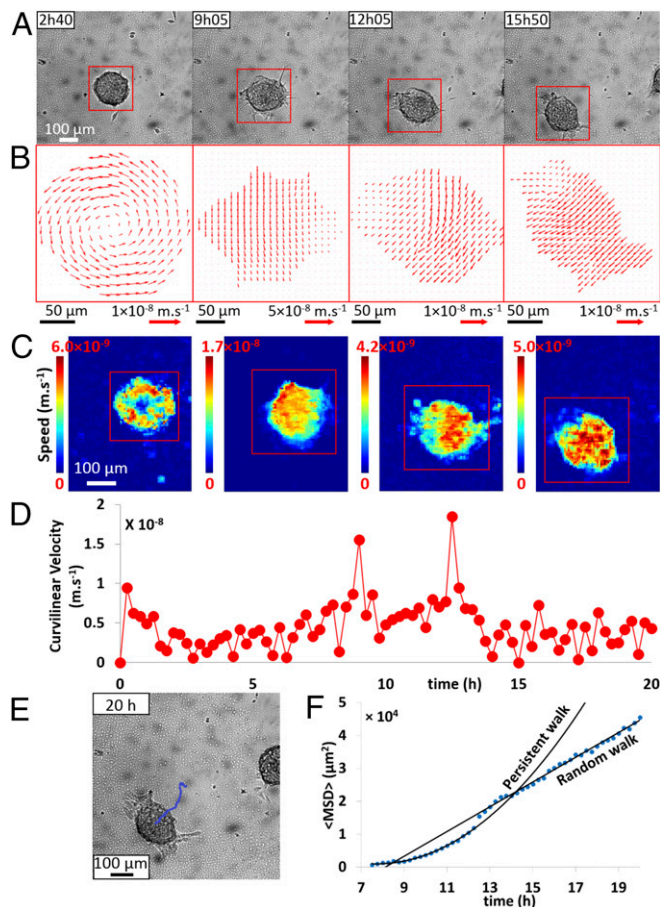 A
2h40
9h05
12h05
15h50
100 µm
B
50 µm 1×10⁻⁸ m.s⁻¹
50 µm 5×10⁻⁸ m.s⁻¹
50 µm 1×10⁻⁸ m.s⁻¹
50 µm 1×10⁻⁸ m.s⁻¹
C
6.0×10⁻⁹
1.7×10⁻⁸
4.2×10⁻⁹
5.0×10⁻⁹
Speed (m.s⁻¹)
100 µm
0
0
0
0
D
X 10⁻⁸
Curvilinear Velocity
(m.s⁻¹)
2
1.5
1
0.5
0
0 5 10 15 20
time (h)
E
20 h
100 µm
F
× 10⁴
<MSD> (µm²)
5
4
3
2
1
0
Persistent walk
Random walk
7 9 11 13 15 17 19
time (h)